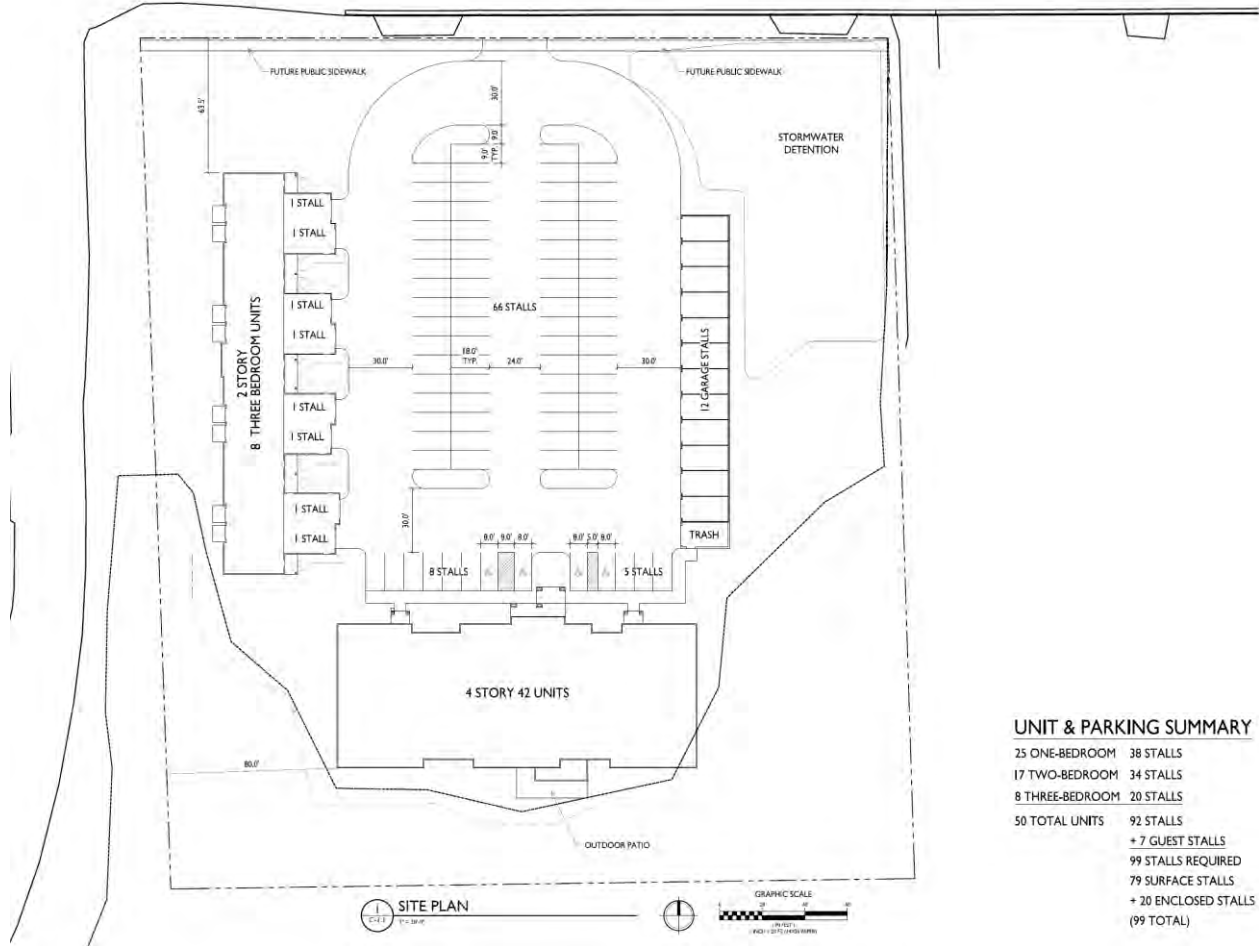 FUTURE PUBLIC SIDEWALK
FUTURE PUBLIC SIDEWALK
63.5'
30.0'
9.0'
9.0'
TYP.
STORMWATER
DETENTION
1 STALL
1 STALL
1 STALL
1 STALL
1 STALL
1 STALL
1 STALL
1 STALL
2 STORY
8 THREE BEDROOM UNITS
66 STALLS
30.0'
18.0'
TYP.
24.0'
30.0'
12 GARAGE STALLS
TRASH
30.0'
8.0'
9.0'
8.0'
8.0'
5.0'
8.0'
8 STALLS
5 STALLS
4 STORY 42 UNITS
80.0'
OUTDOOR PATIO
1
SITE PLAN
GRAPHIC SCALE
UNIT & PARKING SUMMARY
25 ONE-BEDROOM 38 STALLS
17 TWO-BEDROOM 34 STALLS
8 THREE-BEDROOM 20 STALLS
50 TOTAL UNITS 92 STALLS
+ 7 GUEST STALLS
99 STALLS REQUIRED
79 SURFACE STALLS
+ 20 ENCLOSED STALLS
(99 TOTAL)